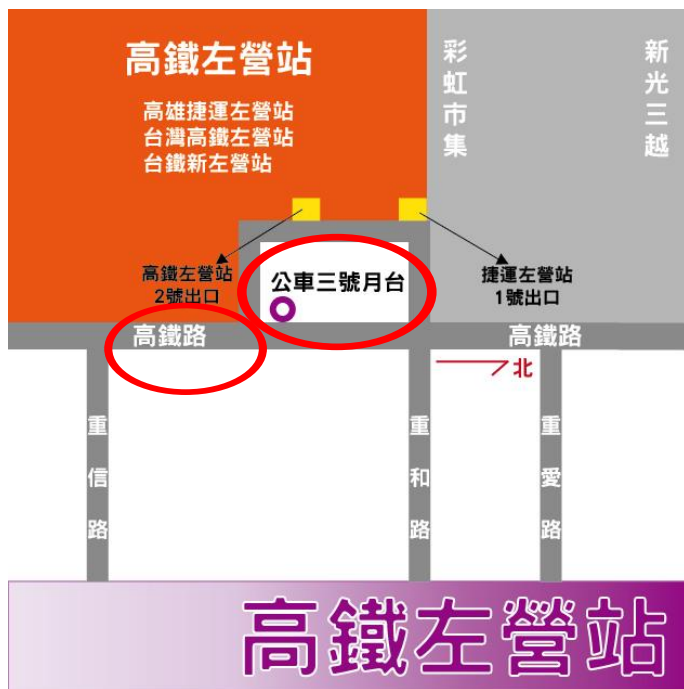 高鐵左營站
高雄捷運左營站
台灣高鐵左營站
台鐵新左營站
彩虹市集
新光三越
高鐵左營站
2號出口
公車三號月台
捷運左營站
1號出口
高鐵路
高鐵路
北
重信路
重和路
重愛路
高鐵左營站